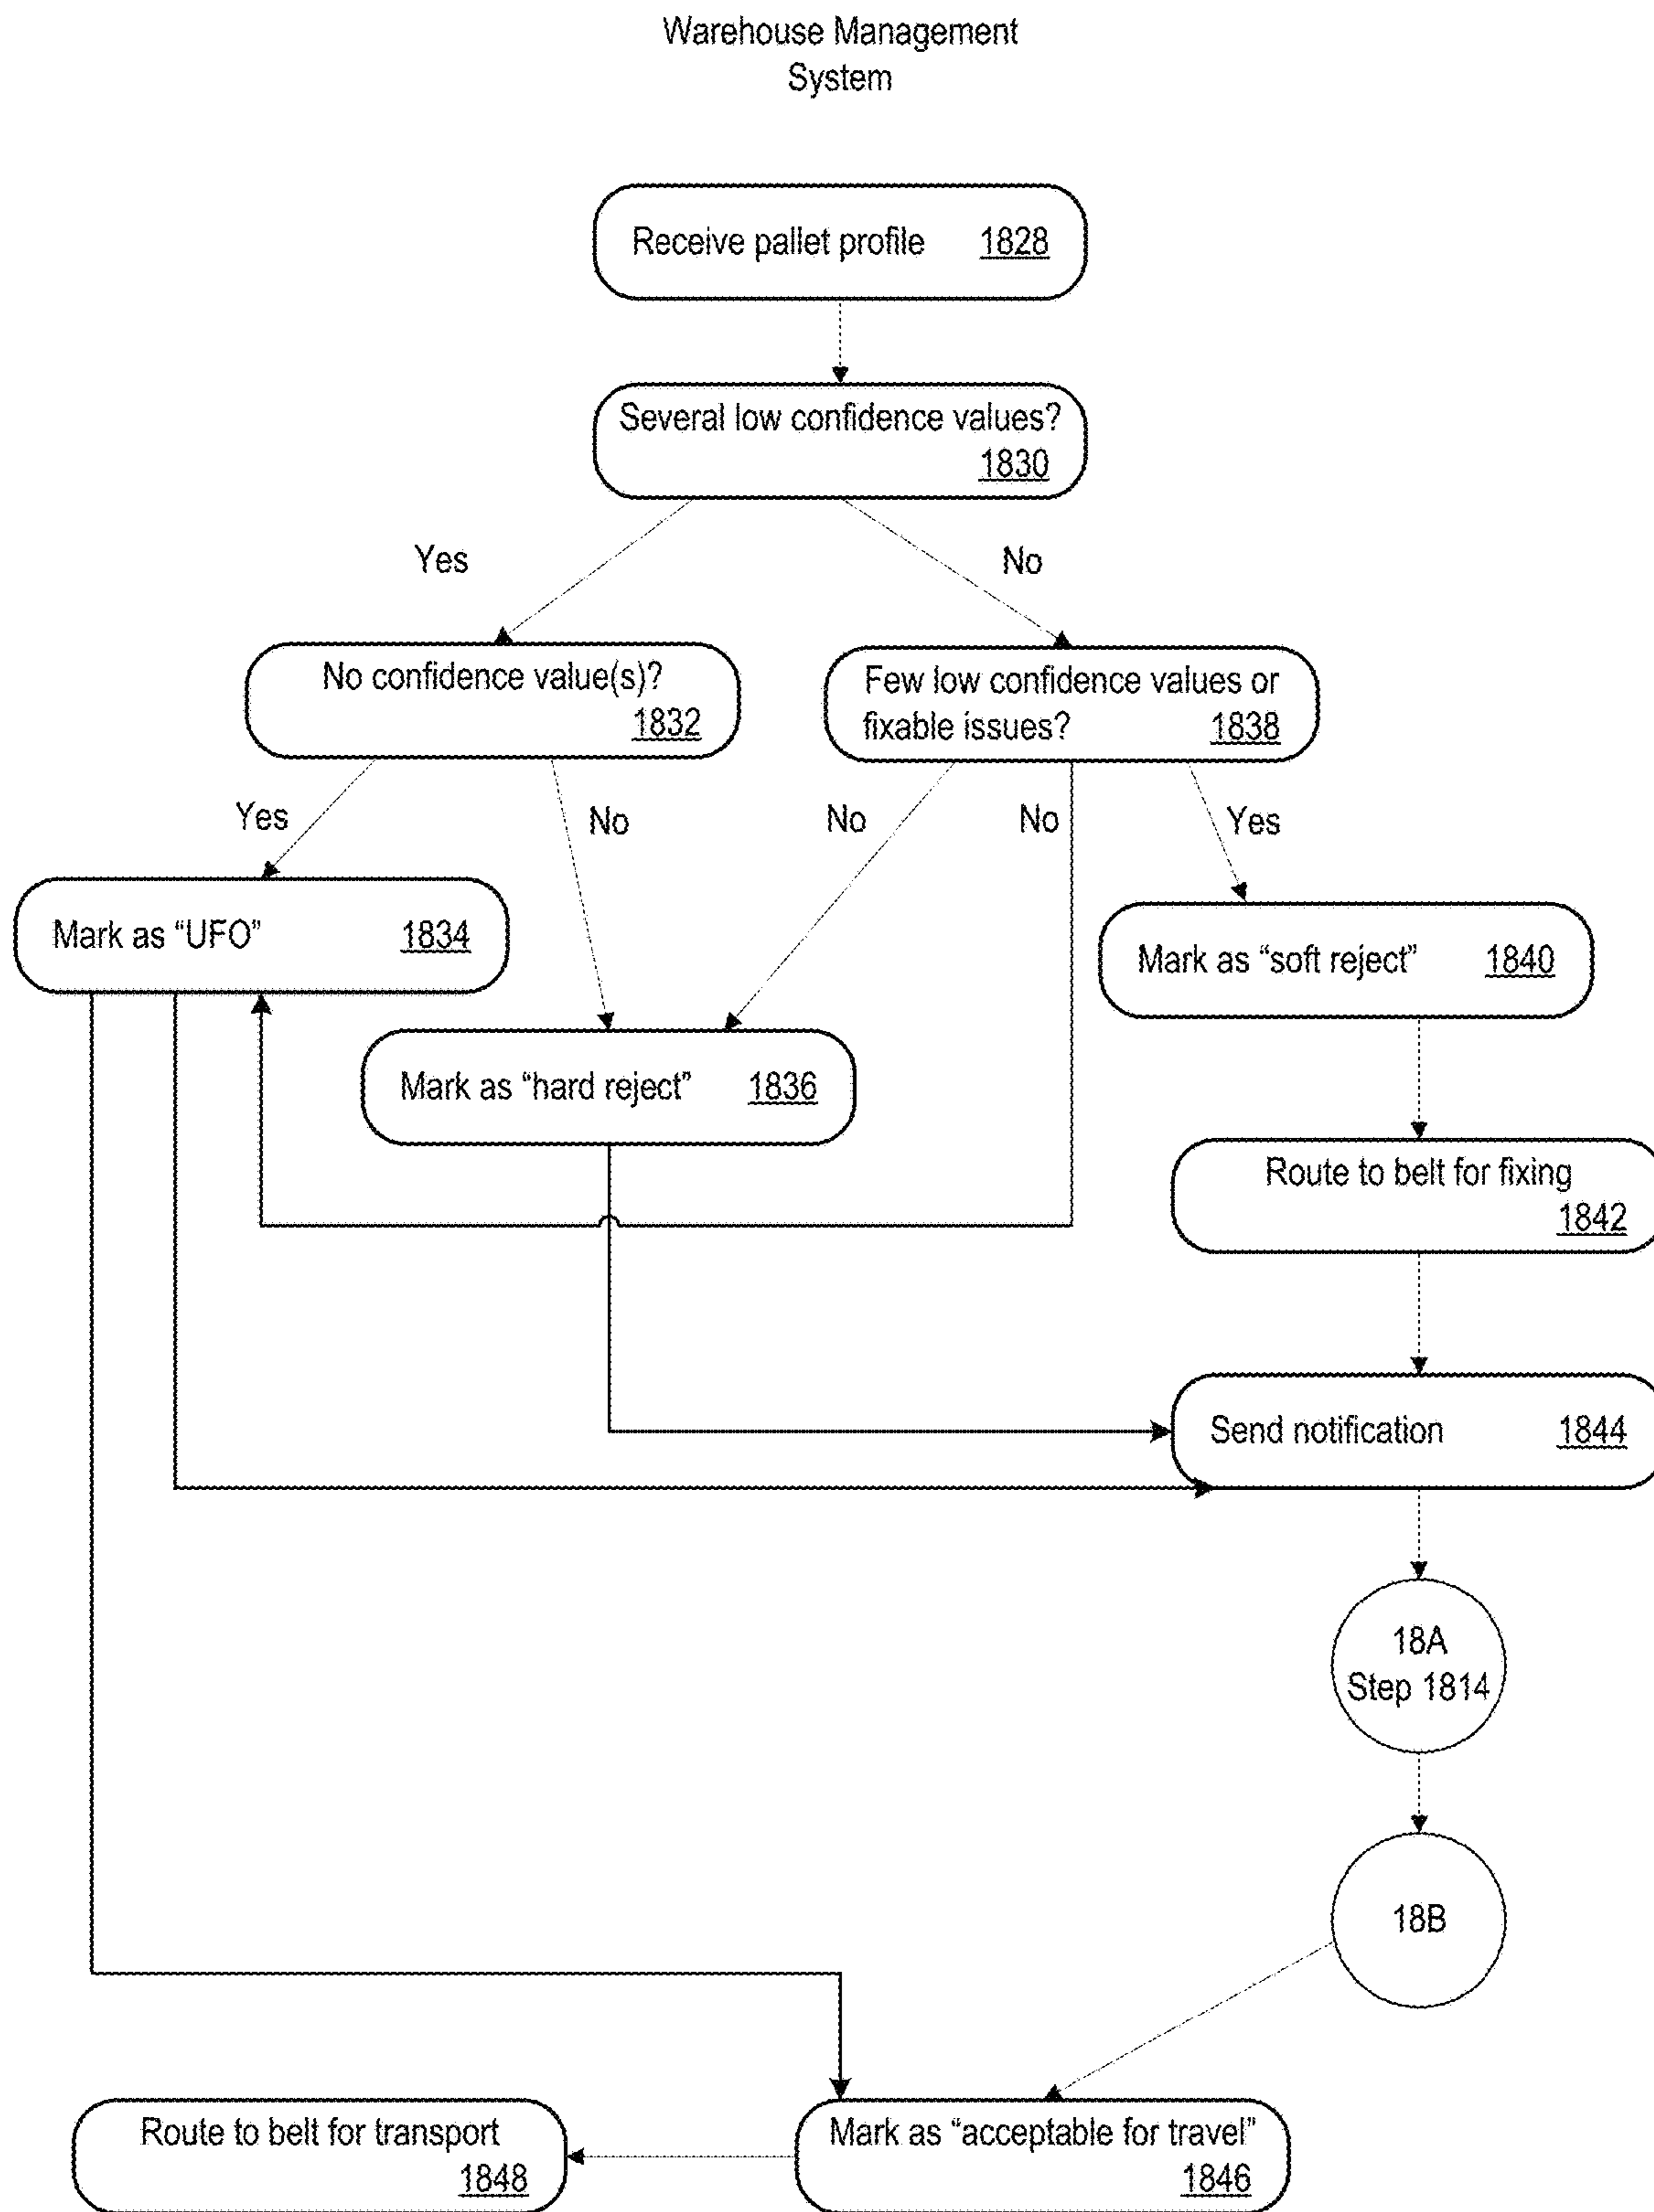 Warehouse Management
System
Receive pallet profile 1828
Several low confidence values?
1830
Yes
No
No confidence value(s)?
1832
Few low confidence values or
fixable issues? 1838
Yes
No
No
No
Yes
Mark as “UFO” 1834
Mark as “soft reject” 1840
Mark as “hard reject” 1836
Route to belt for fixing
1842
Send notification 1844
18A
Step 1814
18B
Route to belt for transport
1848
Mark as “acceptable for travel”
1846